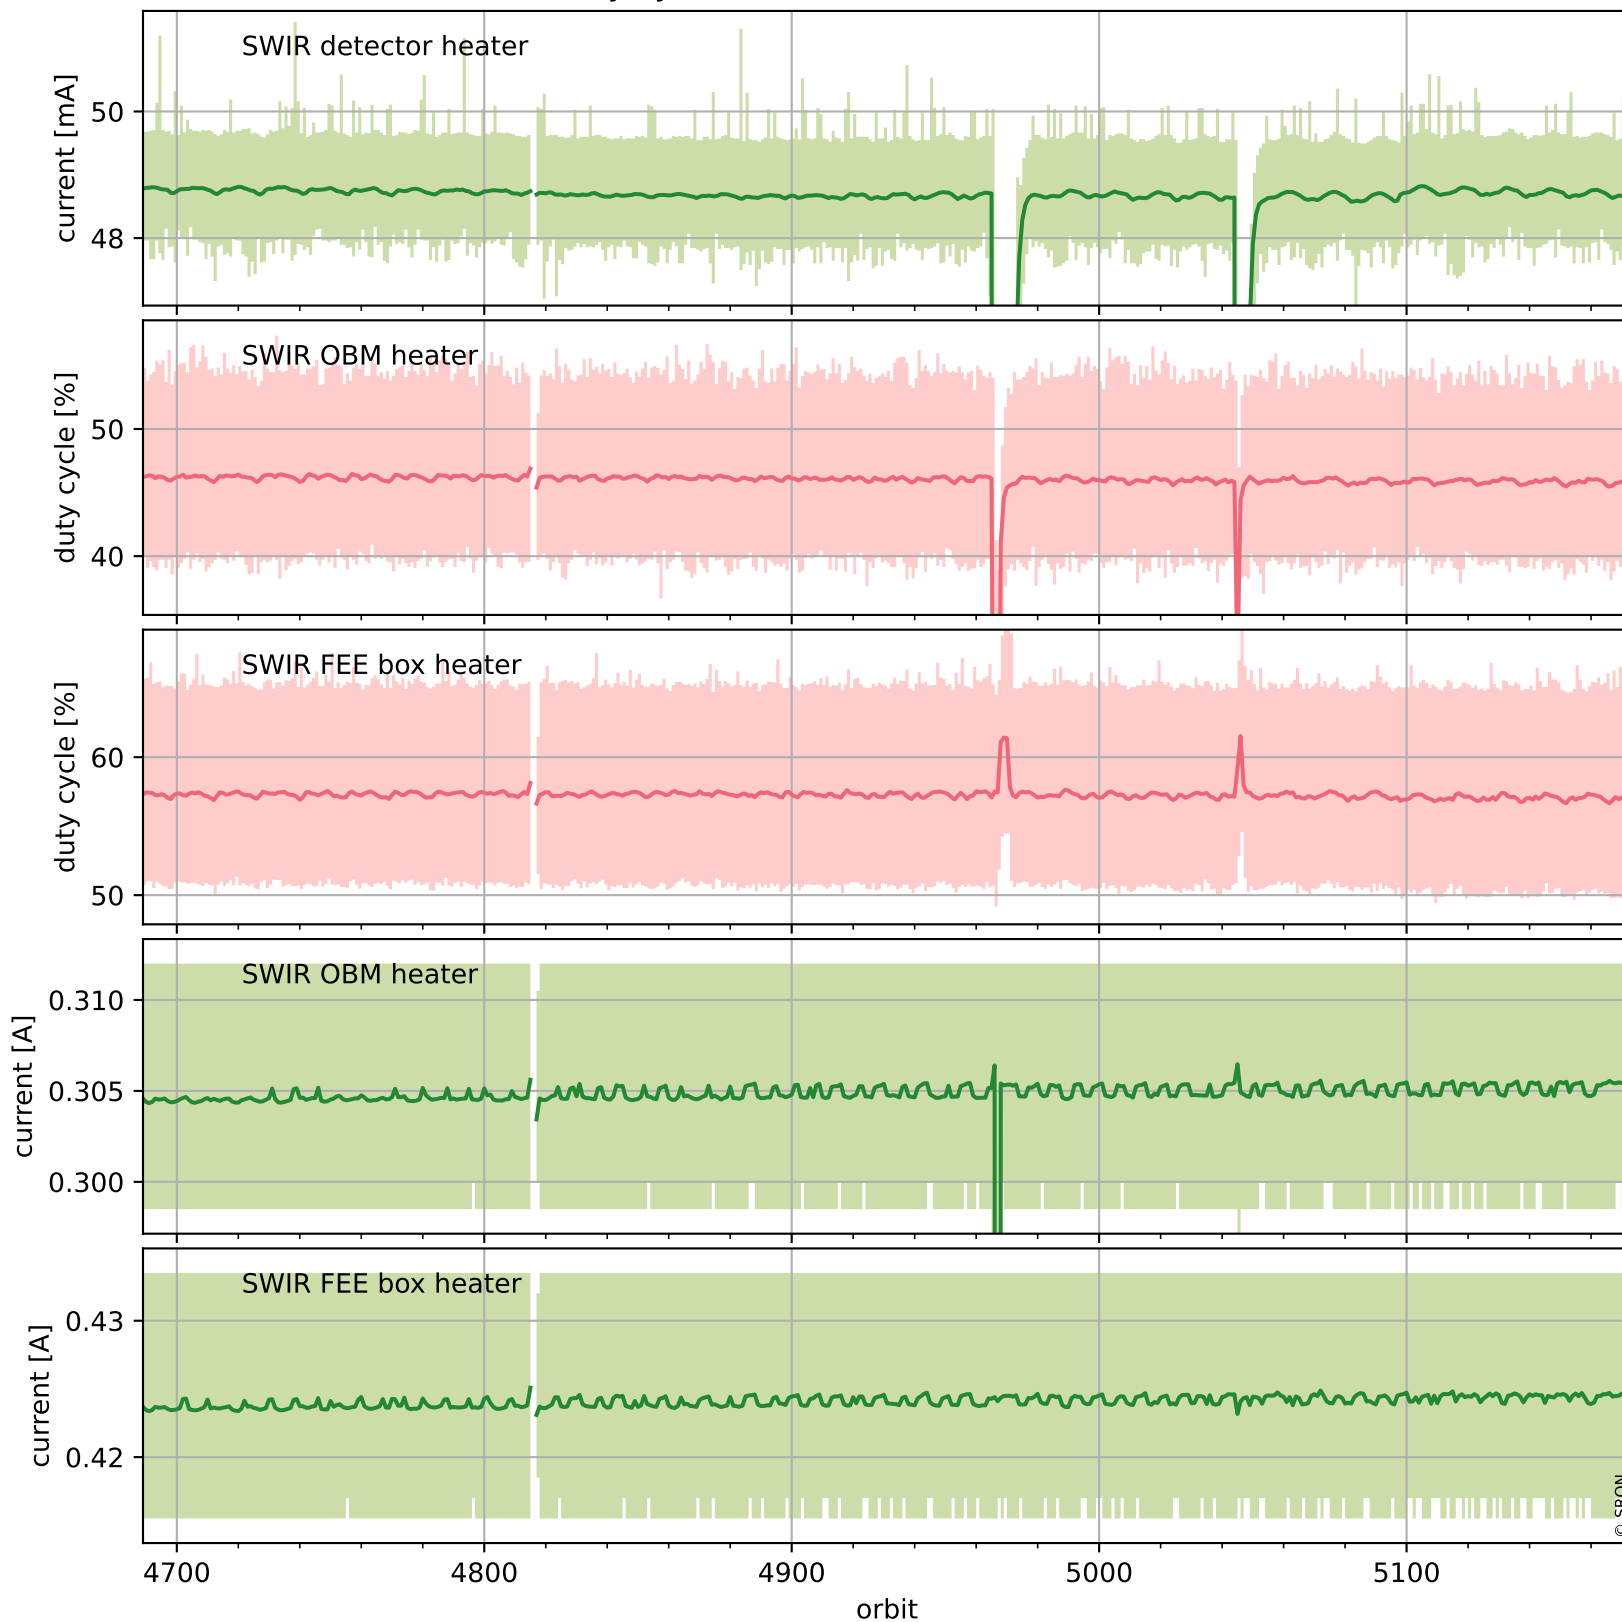 SWIR detector heater
current [mA]
50
48
SWIR OBM heater
duty cycle [%]
50
40
SWIR FEE box heater
duty cycle [%]
60
50
SWIR OBM heater
current [A]
0.310
0.305
0.300
SWIR FEE box heater
current [A]
0.43
0.42
© SRON
4700 4800 4900 5000 5100
orbit